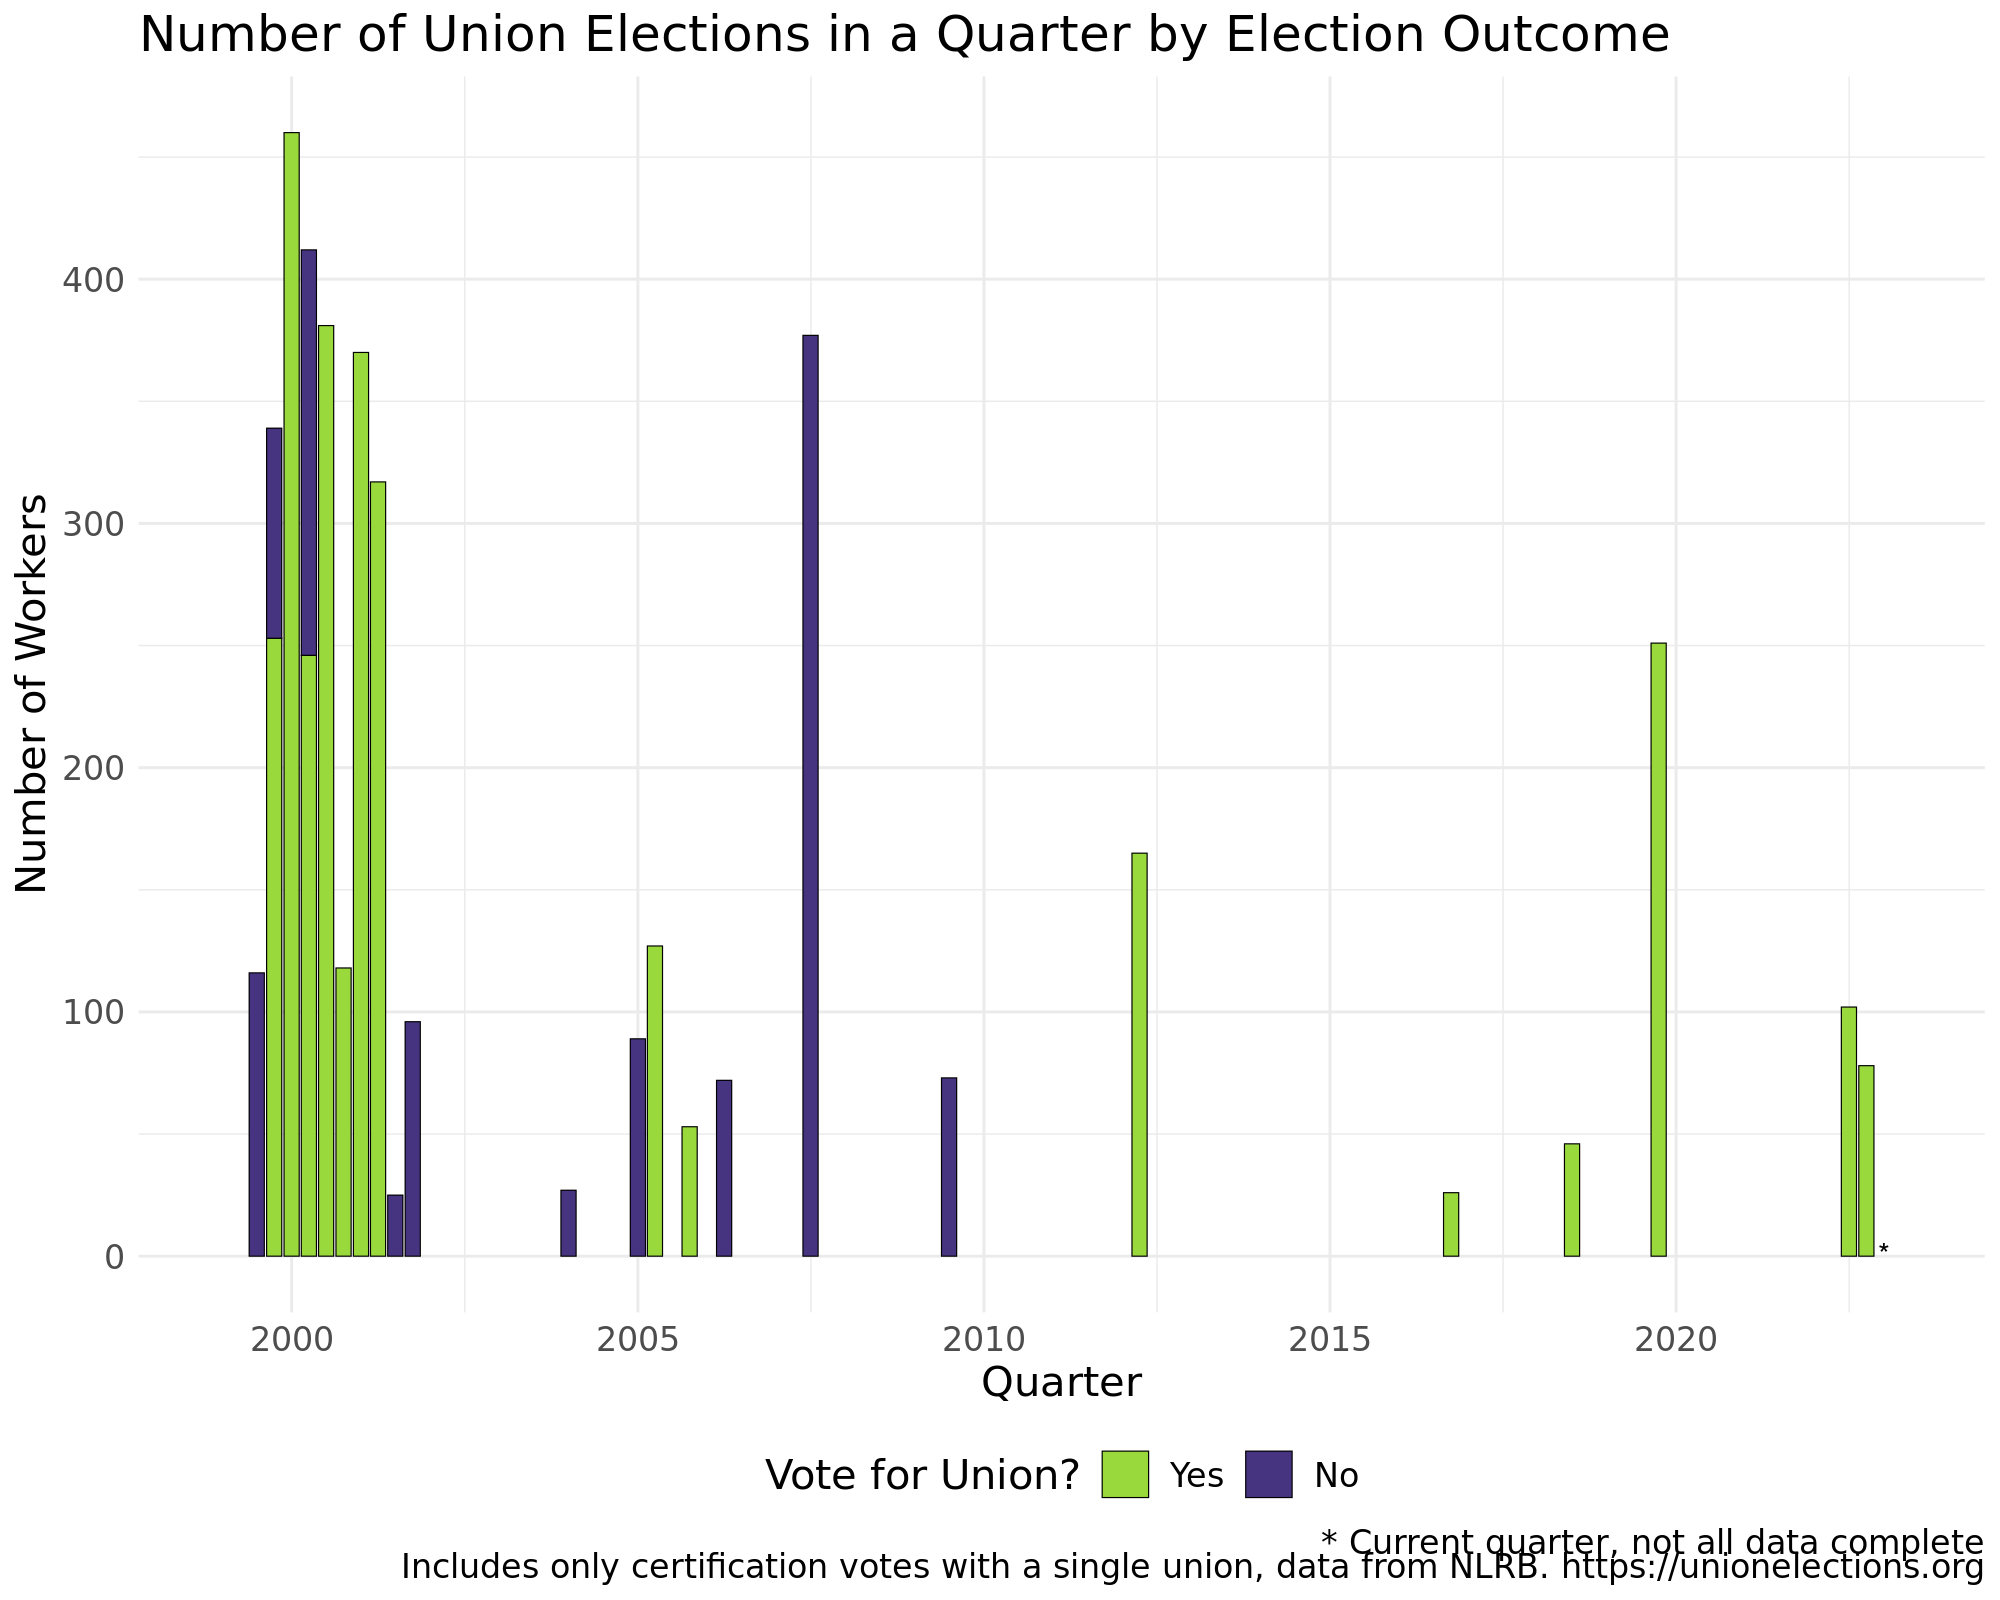 Number of Union Elections in a Quarter by Election Outcome
Number of Workers
400
300
200
100
0
*
2000 2005 2010 2015 2020
Quarter
Vote for Union? Yes No
* Current quarter, not all data complete
Includes only certification votes with a single union, data from NLRB. https://unionelections.org